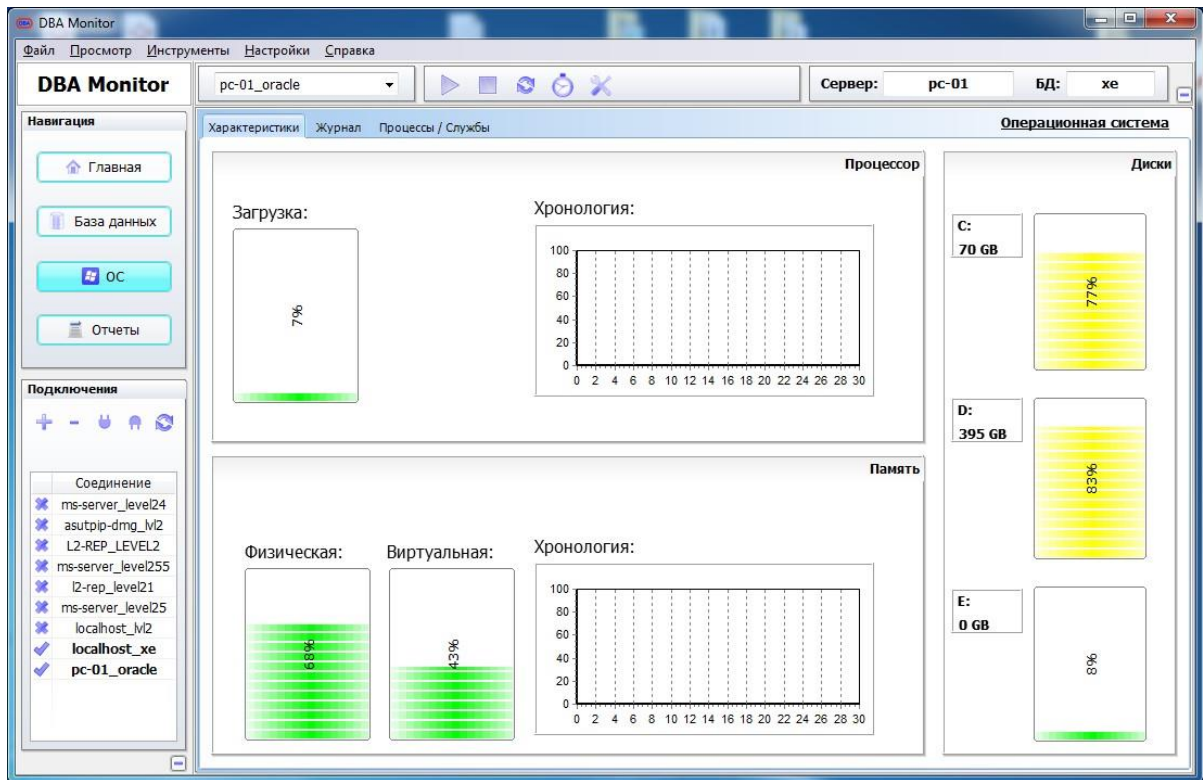 DBA Monitor
Файл Просмотр Инструменты Настройки Справка
DBA Monitor
pc-01_oracle
Сервер: pc-01 БД: xe
Навигация
Главная
База данных
ОС
Отчеты
Подключения
Соединение
ms-server_level24
asutpip-dmg_lvl2
L2-REP_LEVEL2
ms-server_level255
l2-rep_level21
ms-server_level25
localhost_lvl2
localhost_xe
pc-01_oracle
Характеристики Журнал Процессы / Службы
Операционная система
Процессор
Загрузка:
7%
Хронология:
100
80
60
40
20
0
0 2 4 6 8 10 12 14 16 18 20 22 24 26 28 30
Память
Физическая:
68%
Виртуальная:
43%
Хронология:
100
80
60
40
20
0
0 2 4 6 8 10 12 14 16 18 20 22 24 26 28 30
Диски
C:
70 GB
77%
D:
395 GB
83%
E:
0 GB
8%